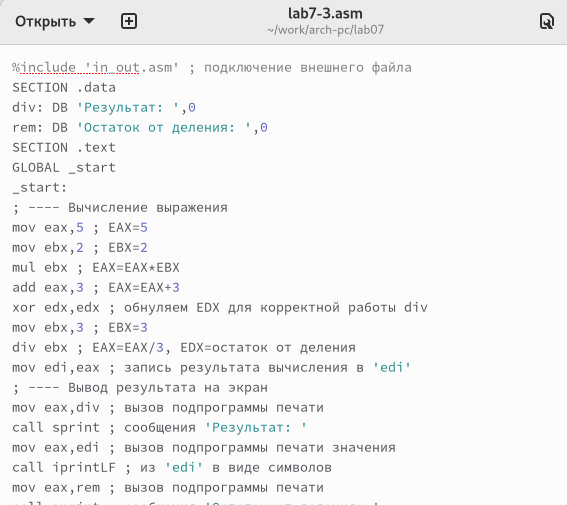 Открыть
lab7-3.asm
~/work/arch-pc/lab07
%include 'in_out.asm' ; подключение внешнего файла
SECTION .data
div: DB 'Результат: ',0
rem: DB 'Остаток от деления: ',0
SECTION .text
GLOBAL _start
_start:
; ---- Вычисление выражения
mov eax,5 ; EAX=5
mov ebx,2 ; EBX=2
mul ebx ; EAX=EAX*EBX
add eax,3 ; EAX=EAX+3
xor edx,edx ; обнуляем EDX для корректной работы div
mov ebx,3 ; EBX=3
div ebx ; EAX=EAX/3, EDX=остаток от деления
mov edi,eax ; запись результата вычисления в 'edi'
; ---- Вывод результата на экран
mov eax,div ; вызов подпрограммы печати
call sprint ; сообщения 'Результат: '
mov eax,edi ; вызов подпрограммы печати значения
call iprintLF ; из 'edi' в виде символов
mov eax,rem ; вызов подпрограммы печати